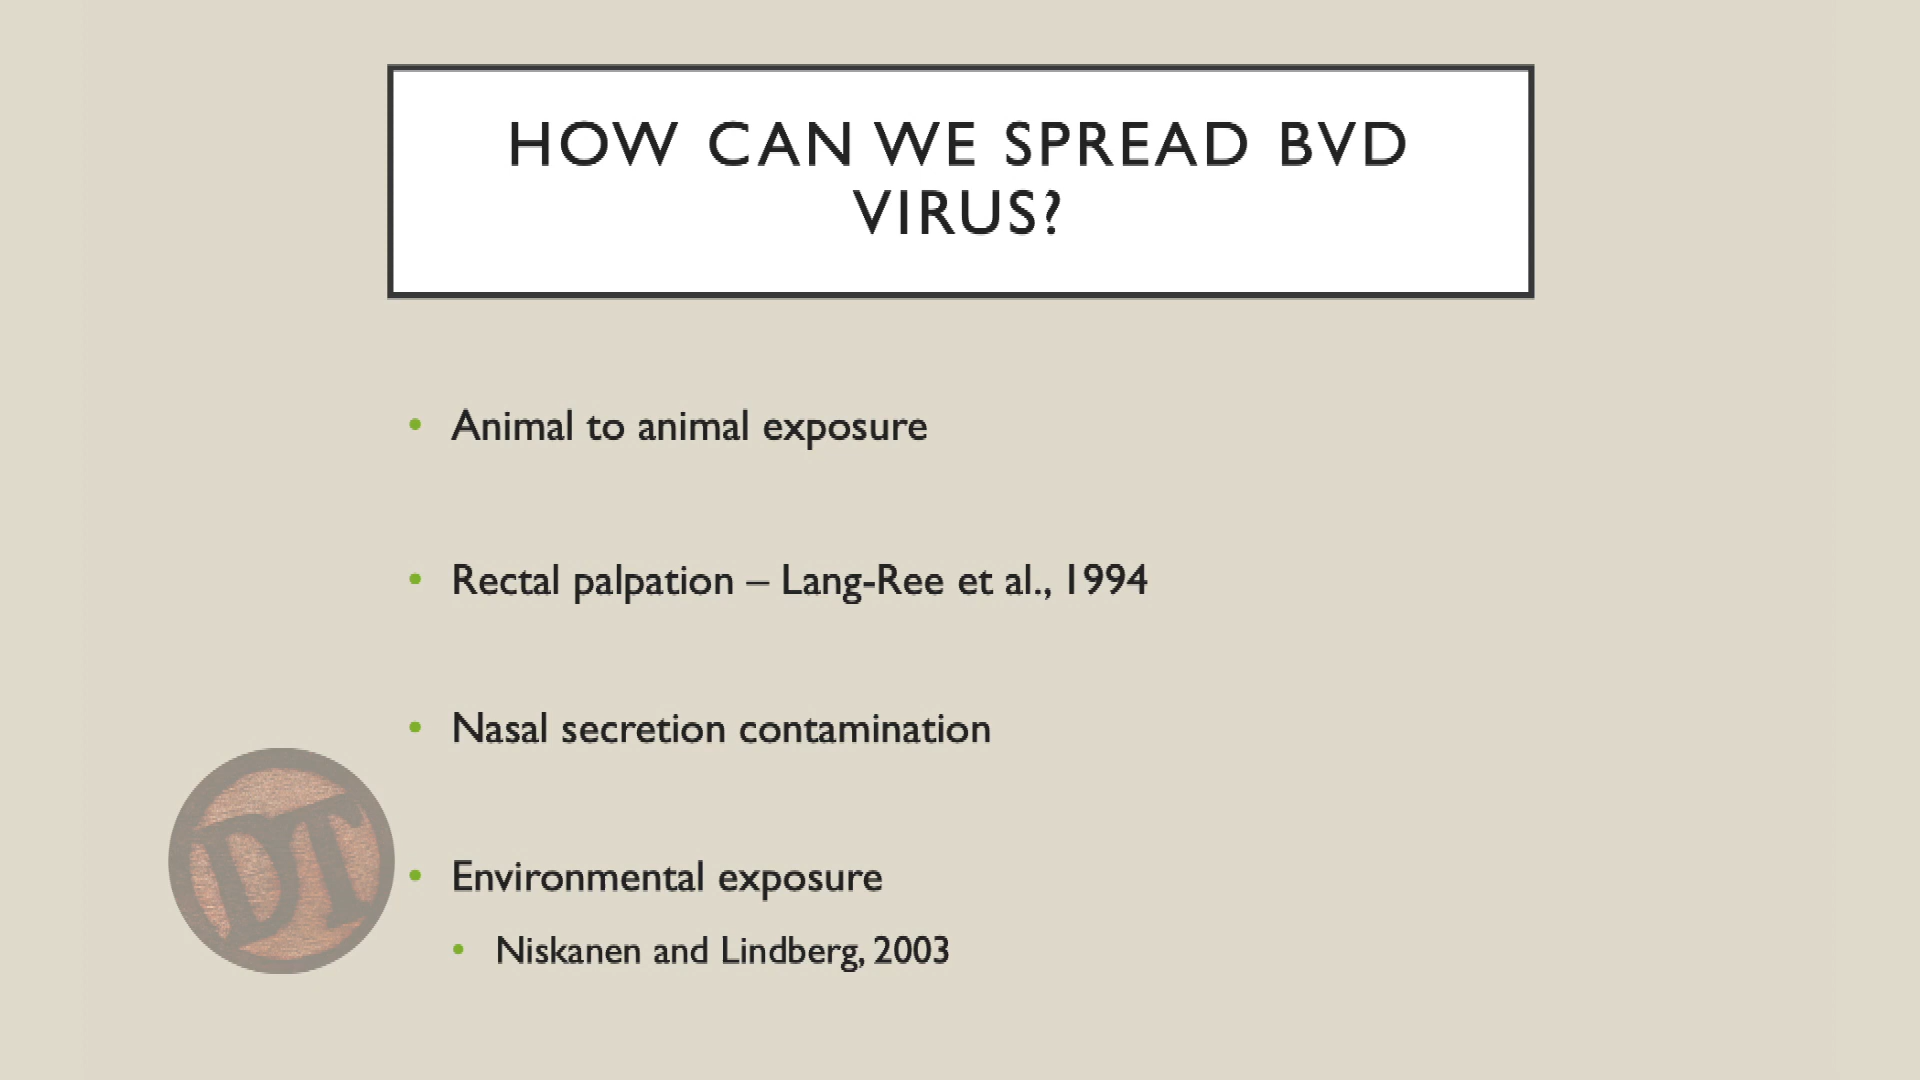 HOW CAN WE SPREAD BVD
VIRUS?
• Animal to animal exposure
• Rectal palpation – Lang-Ree et al., 1994
• Nasal secretion contamination
• Environmental exposure
• Niskanen and Lindberg, 2003
DT